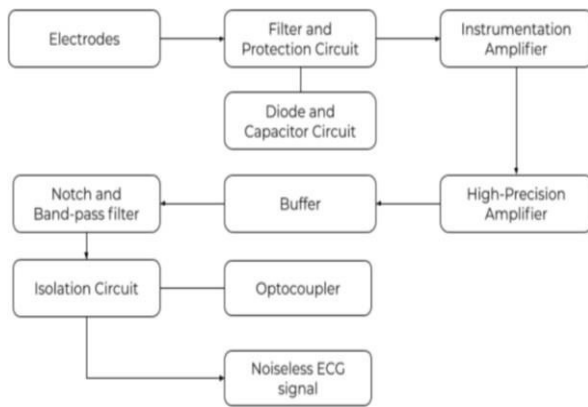 Electrodes
Filter and
Protection Circuit
Instrumentation
Amplifier
Diode and
Capacitor Circuit
Notch and
Band-pass filter
Buffer
High-Precision
Amplifier
Isolation Circuit
Optocoupler
Noiseless ECG
signal